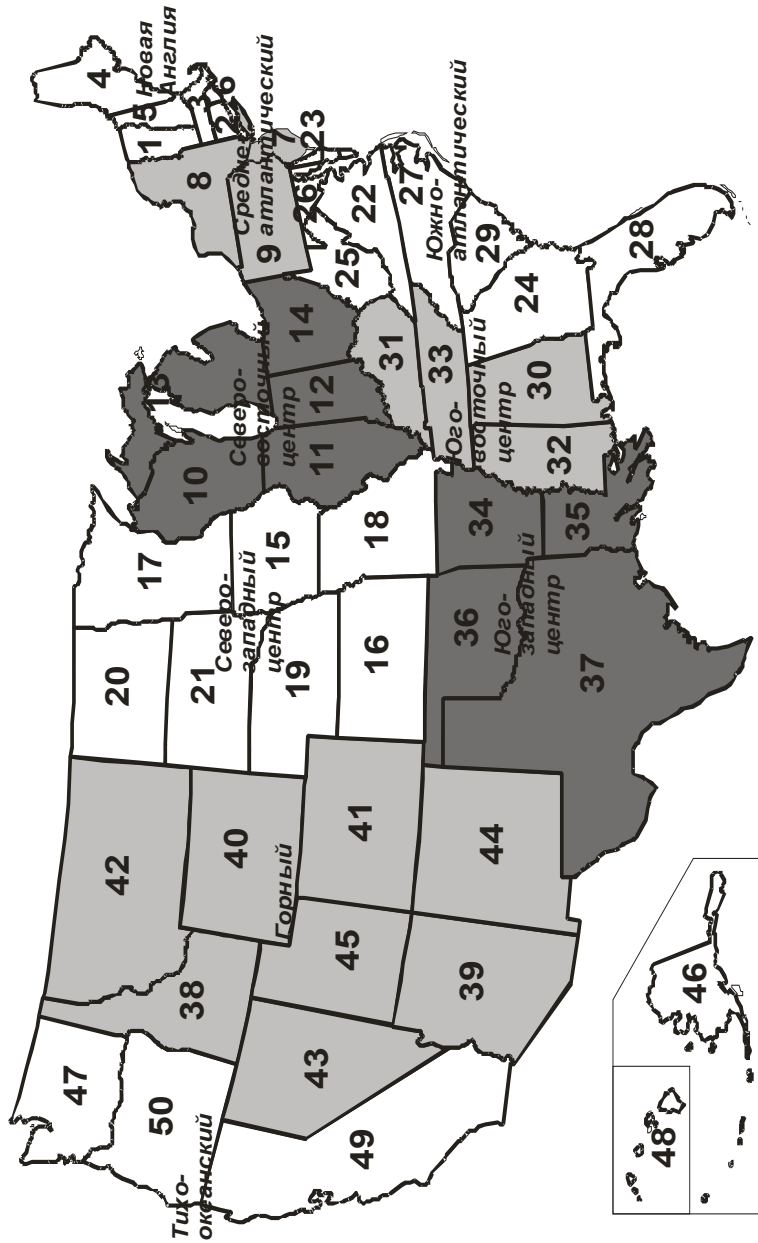 4
Новая
Англия
5
1
3
6
2
8
7
23
Средне-
атлантический
9
26
22
27
25
Южно-
атлантический
29
28
24
14
13
12
Северо-
восточный
центр
10
11
31
33
30
32
Юго-
восточный
центр
17
15
18
20
21
19
16
Северо-
западный
центр
34
35
36
37
Юго-
западный
центр
42
40
41
44
Горный
38
45
39
43
47
50
49
Тихо-
океанский
46
48